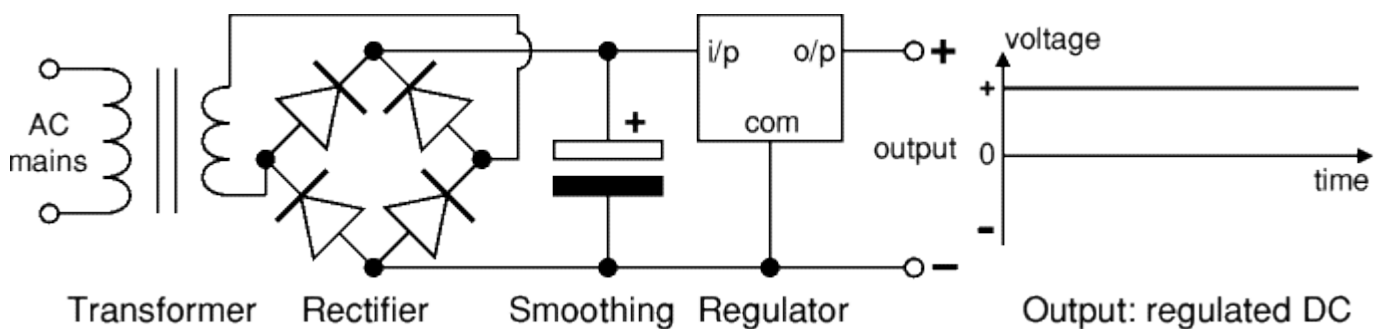 voltage
i/p o/p
+
+
AC
mains
+
com
output
0
time
-
-
Transformer
Rectifier
Smoothing
Regulator
Output: regulated DC